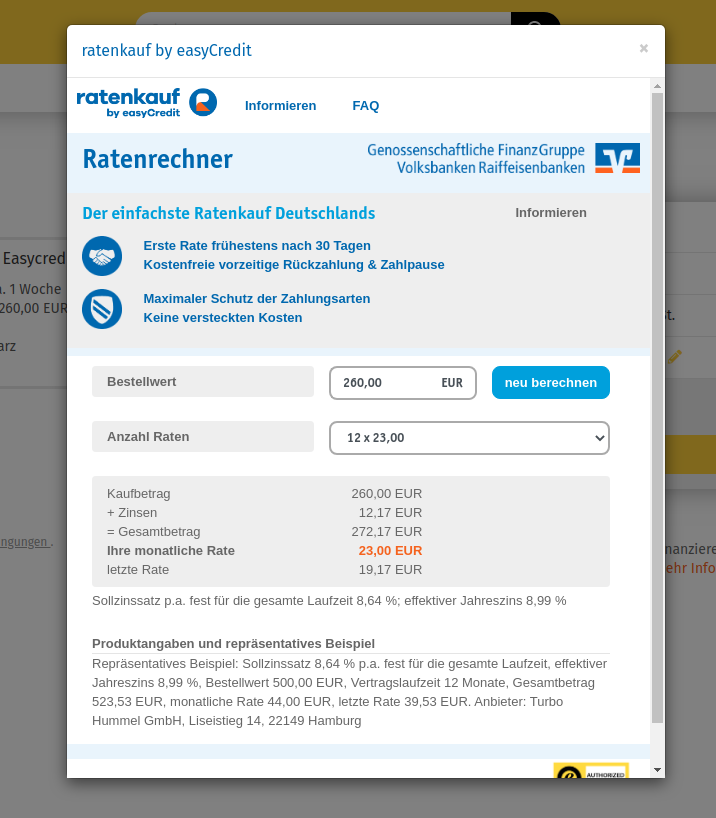 ratenkauf by easyCredit ×
ratenkauf
by easyCredit
Informieren FAQ
Ratenrechner
Genossenschaftliche FinanzGruppe
Volksbanken Raiffeisenbanken
Der einfachste Ratenkauf Deutschlands
Informieren
Erste Rate frühestens nach 30 Tagen
Kostenfreie vorzeitige Rückzahlung & Zahlpause
Maximaler Schutz der Zahlungsarten
Keine versteckten Kosten
Bestellwert 260,00 EUR neu berechnen
Anzahl Raten 12 x 23,00
Kaufbetrag 260,00 EUR
+ Zinsen 12,17 EUR
= Gesamtbetrag 272,17 EUR
Ihre monatliche Rate 23,00 EUR
letzte Rate 19,17 EUR
Sollzinssatz p.a. fest für die gesamte Laufzeit 8,64 %; effektiver Jahreszins 8,99 %
Produktangaben und repräsentatives Beispiel
Repräsentatives Beispiel: Sollzinssatz 8,64 % p.a. fest für die gesamte Laufzeit, effektiver
Jahreszins 8,99 %, Bestellwert 500,00 EUR, Vertragslaufzeit 12 Monate, Gesamtbetrag
523,53 EUR, monatliche Rate 44,00 EUR, letzte Rate 39,53 EUR. Anbieter: Turbo
Hummel GmbH, Liseistieg 14, 22149 Hamburg
AUTHORIZED
Easycred
. 1 Woche
260,00 EUR
arz
ngungen .
st.
nanziere
ehr Info